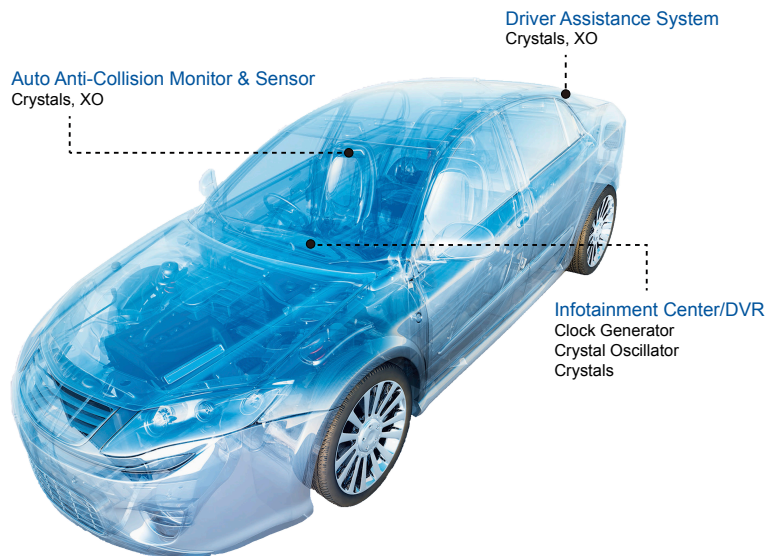 Driver Assistance System
Crystals, XO
Auto Anti-Collision Monitor & Sensor
Crystals, XO
Infotainment Center/DVR
Clock Generator
Crystal Oscillator
Crystals